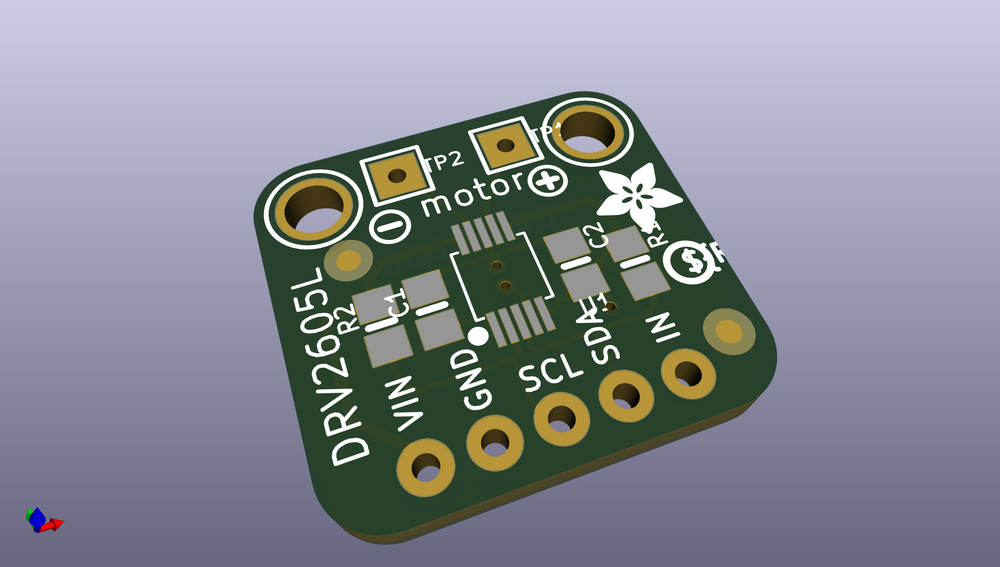 TP2
TP1
motor
C2
R1
R2
C1
DRV2605L
VIN
GND
SCL
SDA
IN
$